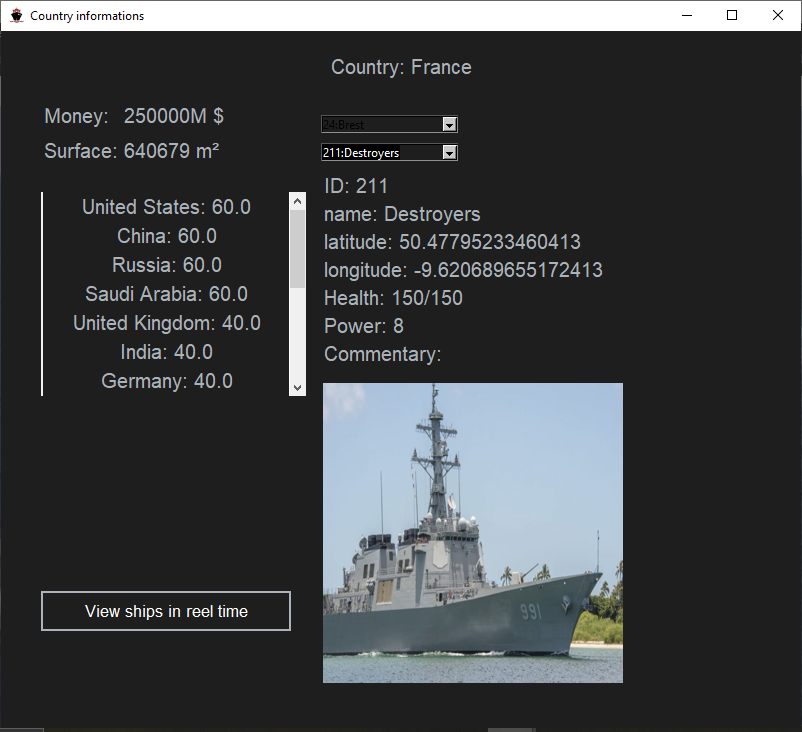 Country informations
Country: France
Money: 250000M $
Surface: 640679 m²
24:Brest
211:Destroyers
United States: 60.0
China: 60.0
Russia: 60.0
Saudi Arabia: 60.0
United Kingdom: 40.0
India: 40.0
Germany: 40.0
ID: 211
name: Destroyers
latitude: 50.47795233460413
longitude: -9.620689655172413
Health: 150/150
Power: 8
Commentary:
991
View ships in reel time